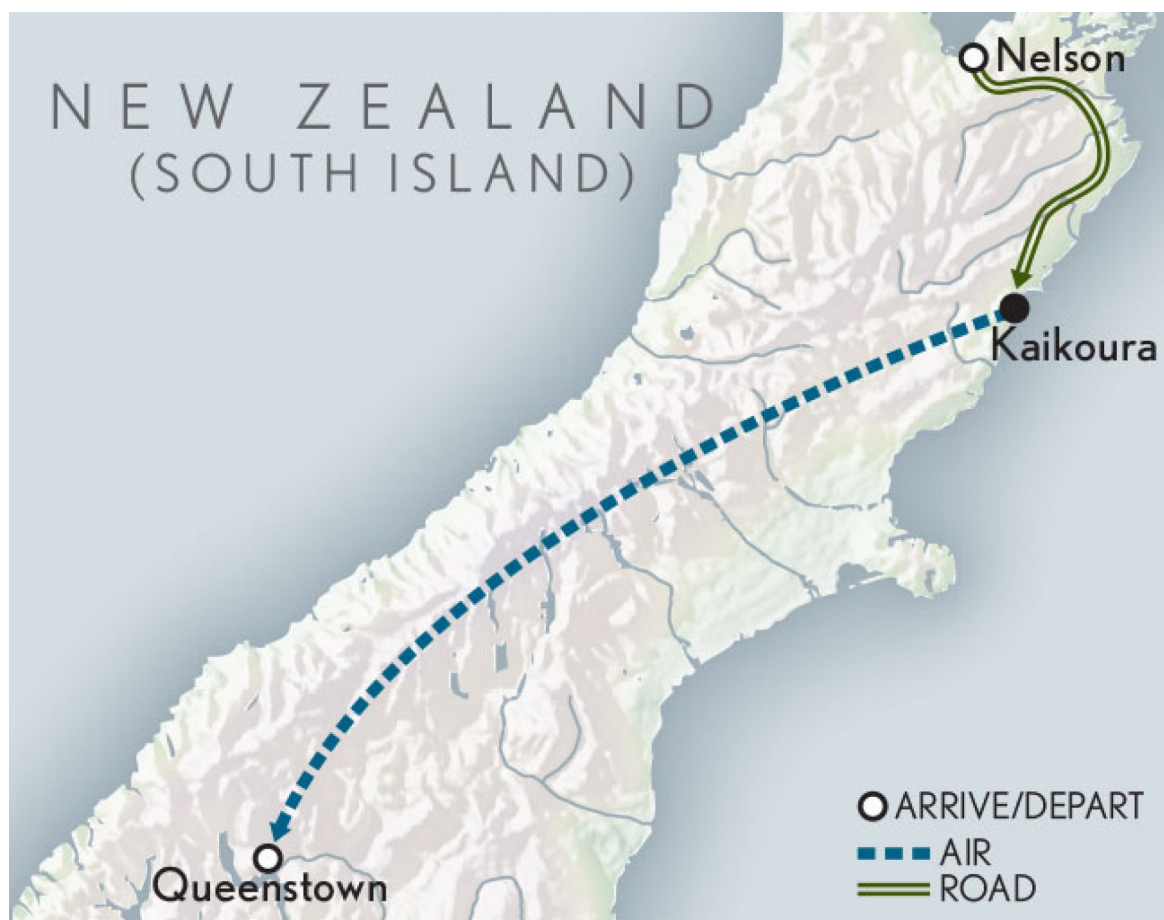 NEW ZEALAND
(SOUTH ISLAND)
Nelson
Kaikoura
Queenstown
ARRIVE/DEPART
AIR
ROAD